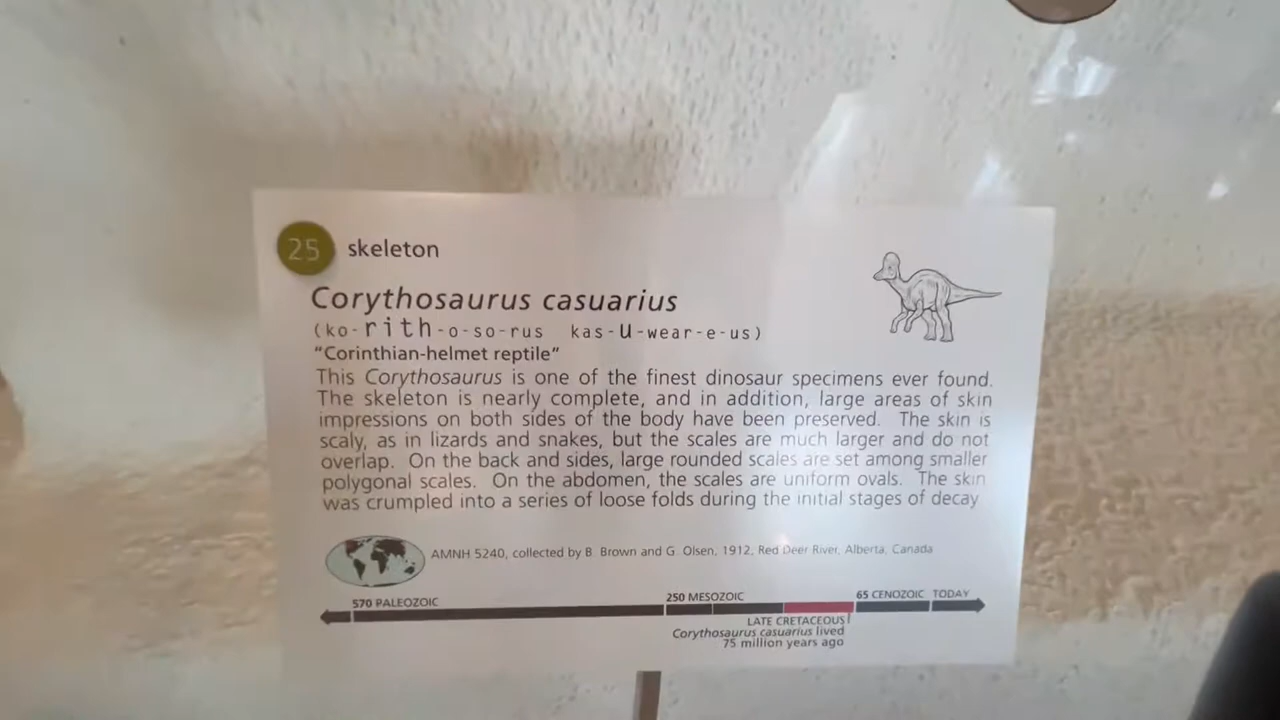 25 skeleton
Corythosaurus casuarius
(ko-rith-o-so-rus kas-u-wear-e-us)
"Corinthian-helmet reptile"
This Corythosaurus is one of the finest dinosaur specimens ever found.
The skeleton is nearly complete, and in addition, large areas of skin
impressions on both sides of the body have been preserved. The skin is
scaly, as in lizards and snakes, but the scales are much larger and do not
overlap. On the back and sides, large rounded scales are set among smaller
polygonal scales. On the abdomen, the scales are uniform ovals. The skin
was crumpled into a series of loose folds during the initial stages of decay
AMNH 5240, collected by B. Brown and G. Olsen, 1912, Red Deer River, Alberta, Canada
570 PALEOZOIC 250 MESOZOIC 65 CENOZOIC TODAY
LATE CRETACEOUS
Corythosaurus casuarius lived
75 million years ago